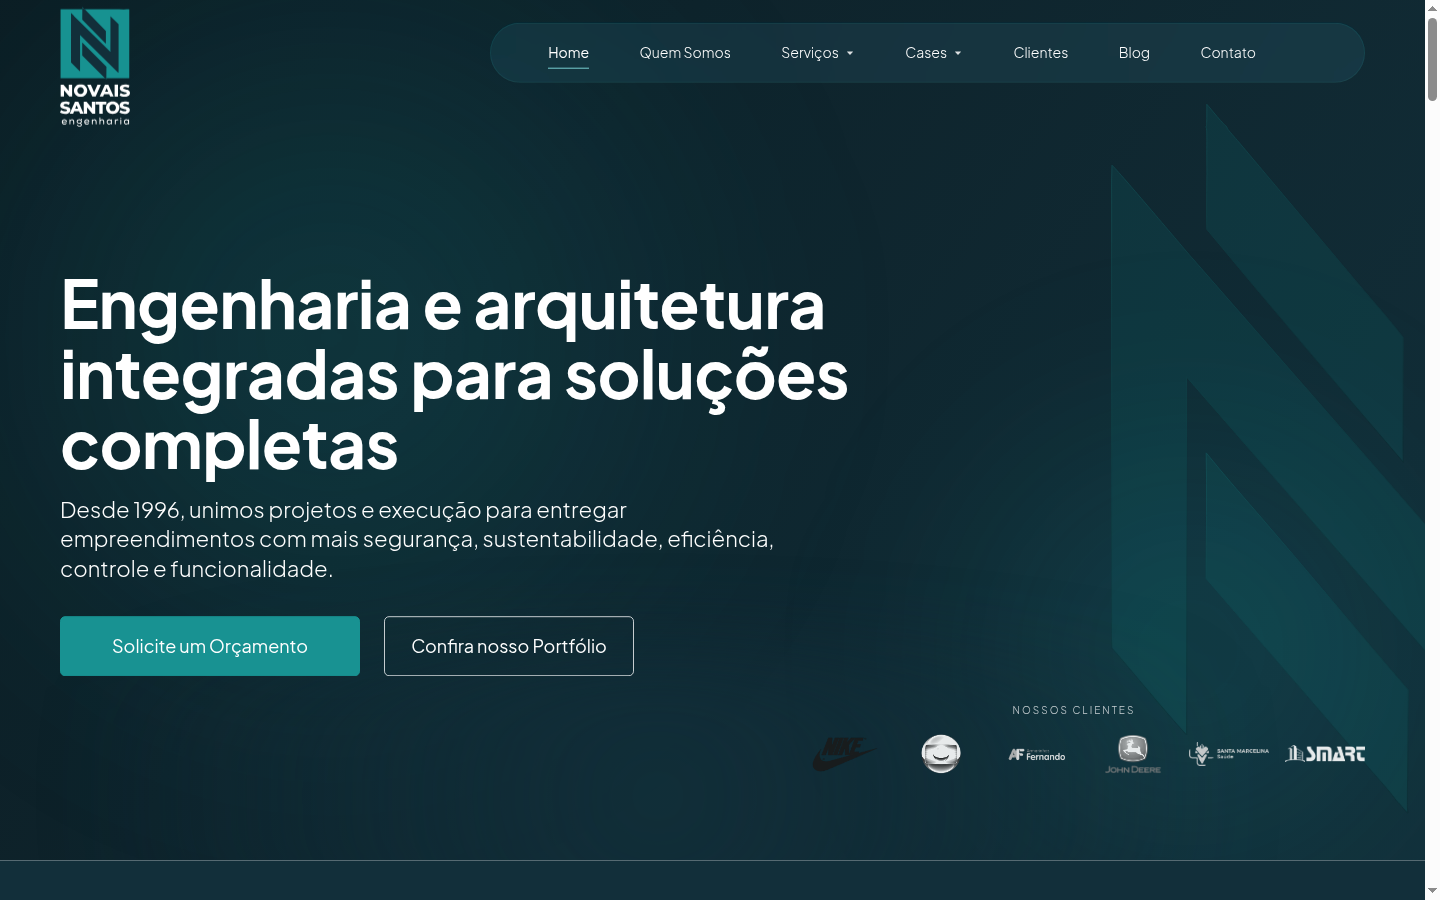 NOVAIS
SANTOS
engenharia
Home
Quem Somos
Serviços
Cases
Clientes
Blog
Contato
Engenharia e arquitetura
integradas para soluções
completas
Desde 1996, unimos projetos e execução para entregar
empreendimentos com mais segurança, sustentabilidade, eficiência,
controle e funcionalidade.
Solicite um Orçamento
Confira nosso Portfólio
NOSSOS CLIENTES
NIKE
AF
Fernando
JOHN DEERE
SANTA MARCELINA
Saúde
SMART